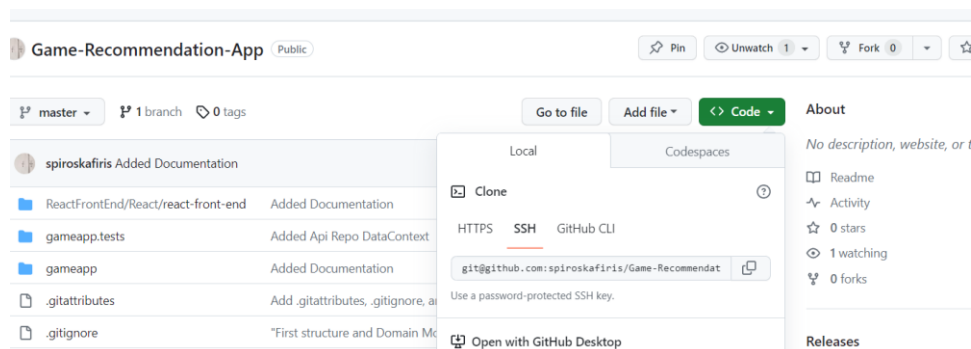 Game-Recommendation-App Public
Pin
Unwatch 1
Fork 0
master
1 branch
0 tags
Go to file
Add file
<> Code
About
Local
Codespaces
No description, website, or
spiroskafiris Added Documentation
Clone
Readme
ReactFrontEnd/React/react-front-end Added Documentation
Activity
HTTPS SSH GitHub CLI
0 stars
gameapp.tests Added Api Repo DataContext
1 watching
git@github.com:spiroskafiris/Game-Recommendat
gameapp Added Documentation
0 forks
Use a password-protected SSH key.
.gitattributes Add .gitattributes, .gitignore,
.gitignore "First structure and Domain
Open with GitHub Desktop
Releases